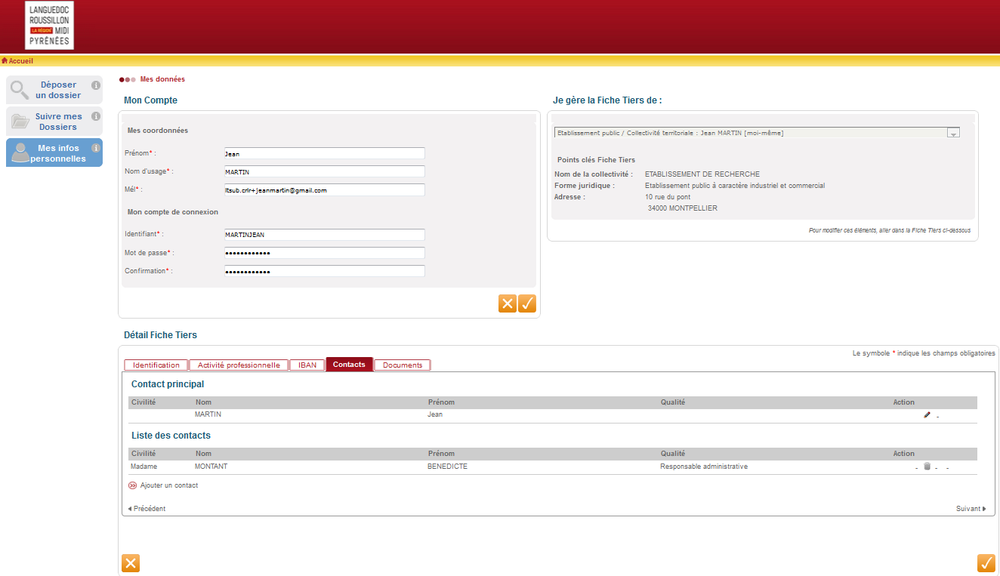 LANGUEDOC
ROUSSILLON
LA RÉGION MIDI
PYRÉNÉES
Accueil
Déposer
un dossier
Suivre mes
Dossiers
Mes infos
personnelles
Mes données
Mon Compte
Mes coordonnées
Prénom* : Jean
Nom d'usage* : MARTIN
Mél* : ltsub.crlr+jeanmartin@gmail.com
Mon compte de connexion
Identifiant* : MARTINJEAN
Mot de passe* : ••••••••••••
Confirmation* : ••••••••••••
Je gère la Fiche Tiers de :
Etablissement public / Collectivité territoriale : Jean MARTIN [moi-même]
Points clés Fiche Tiers
Nom de la collectivité : ETABLISSEMENT DE RECHERCHE
Forme juridique : Etablissement public à caractère industriel et commercial
Adresse : 10 rue du pont
34000 MONTPELLIER
Pour modifier ces éléments, aller dans la Fiche Tiers ci-dessous
Détail Fiche Tiers
Le symbole * indique les champs obligatoires
Identification Activité professionnelle IBAN Contacts Documents
Contact principal
Civilité Nom Prénom Qualité Action
MARTIN Jean -
Liste des contacts
Civilité Nom Prénom Qualité Action
Madame MONTANT BENEDICTE Responsable administrative - - -
Ajouter un contact
Précédent Suivant